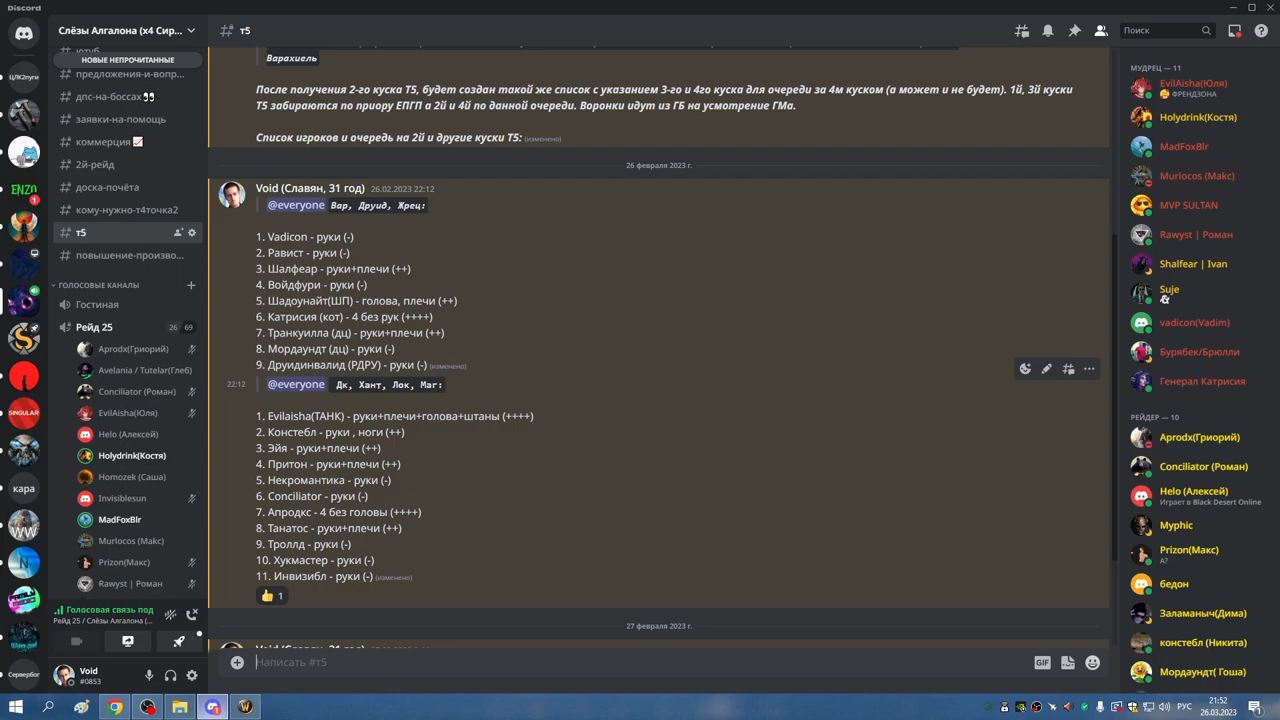 Discord
Слёзы Алгалона (x4 Сир...
НОВЫЕ НЕПРОЧИТАННЫЕ
предложения-и-вопр...
дпс-на-боссах👀
заявки-на-помощь
коммерция 📈
2й-рейд
доска-почёта
кому-нужно-т4точка2
т5
повышение-произво...
ГОЛОСОВЫЕ КАНАЛЫ
Гостиная
Рейд 25 26 69
Aprodx(Гриорий)
Avelania / Tutelar(Глеб)
Conciliator (Роман)
EvilAisha(Юля)
Helo (Алексей)
Holydrink(Костя)
Homozek (Саша)
Invisiblesun
MadFoxBlr
Murlocos (Макс)
Prizon(Макс)
Rawyst | Роман
Голосовая связь под
Рейд 25 / Слёзы Алгалона (...
Void
#0853
ЦЛК2пуги
ENZO
1
SINGULAR
кара
WW
Сервербог
т5
Поиск
Варахиель
После получения 2-го куска Т5, будет создан такой же список с указанием 3-го и 4го куска для очереди за 4м куском (а может и не будет). 1й, 3й куски
Т5 забираются по приору ЕПГП а 2й и 4й по данной очереди. Воронки идут из ГБ на усмотрение ГМа.
Список игроков и очередь на 2й и другие куски Т5: (изменено)
26 февраля 2023 г.
Void (Славян, 31 год) 26.02.2023 22:12
@everyone Вар, Друид, Жрец:
1. Vadicon - руки (-)
2. Равист - руки (-)
3. Шалфеар - руки+плечи (++)
4. Войдфури - руки (-)
5. Шадоунайт(ШП) - голова, плечи (++)
6. Катрисия (кот) - 4 без рук (++++)
7. Транкуилла (дц) - руки+плечи (++)
8. Мордаундт (дц) - руки (-)
9. Друидинвалид (РДРУ) - руки (-) (изменено)
22:12 @everyone Дк, Хант, Лок, Маг:
1. Evilaisha(ТАНК) - руки+плечи+голова+штаны (++++)
2. Констебл - руки , ноги (++)
3. Эйя - руки+плечи (++)
4. Притон - руки+плечи (++)
5. Некромантика - руки (-)
6. Conciliator - руки (-)
7. Апродкс - 4 без головы (++++)
8. Танатос - руки+плечи (++)
9. Троллд - руки (-)
10. Хукмастер - руки (-)
11. Инвизибл - руки (-) (изменено)
👍 1
27 февраля 2023 г.
Написать #т5
GIF
МУДРЕЦ — 11
EvilAisha(Юля)
ФРЕНДЗОНА
Holydrink(Костя)
MadFoxBlr
Murlocos (Макс)
MVP SULTAN
Rawyst | Роман
Shalfear | Ivan
Suje
vadicon(Vadim)
Бурябек/Брюлли
Генерал Катрисия
РЕЙДЕР — 10
Aprodx(Гриорий)
Conciliator (Роман)
Helo (Алексей)
Играет в Black Desert Online
Myphic
Prizon(Макс)
А?
бедон
Заламаныч(Дима)
констебл (Никита)
Мордаундт( Гоша)
РУС
21:52
26.03.2023
1